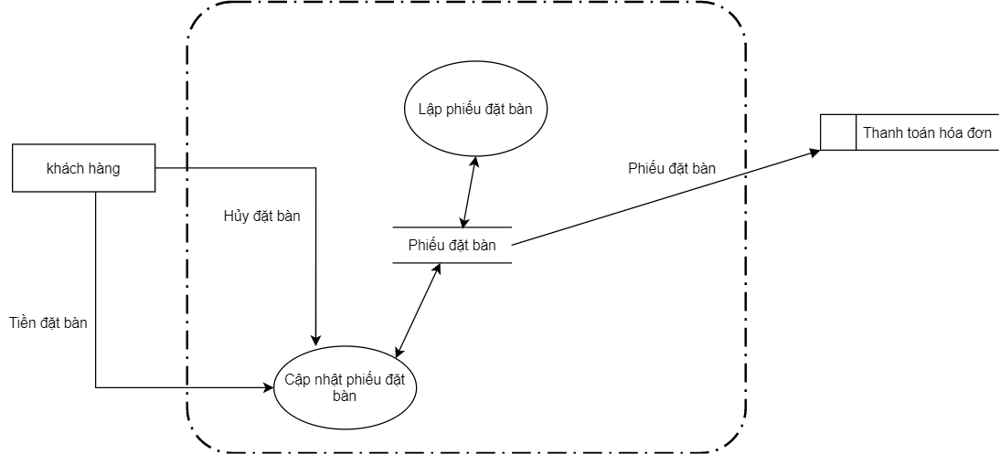 Lập phiếu đặt bàn
Thanh toán hóa đơn
khách hàng
Phiếu đặt bàn
Hủy đặt bàn
Phiếu đặt bàn
Tiền đặt bàn
Cập nhật phiếu đặt
bàn